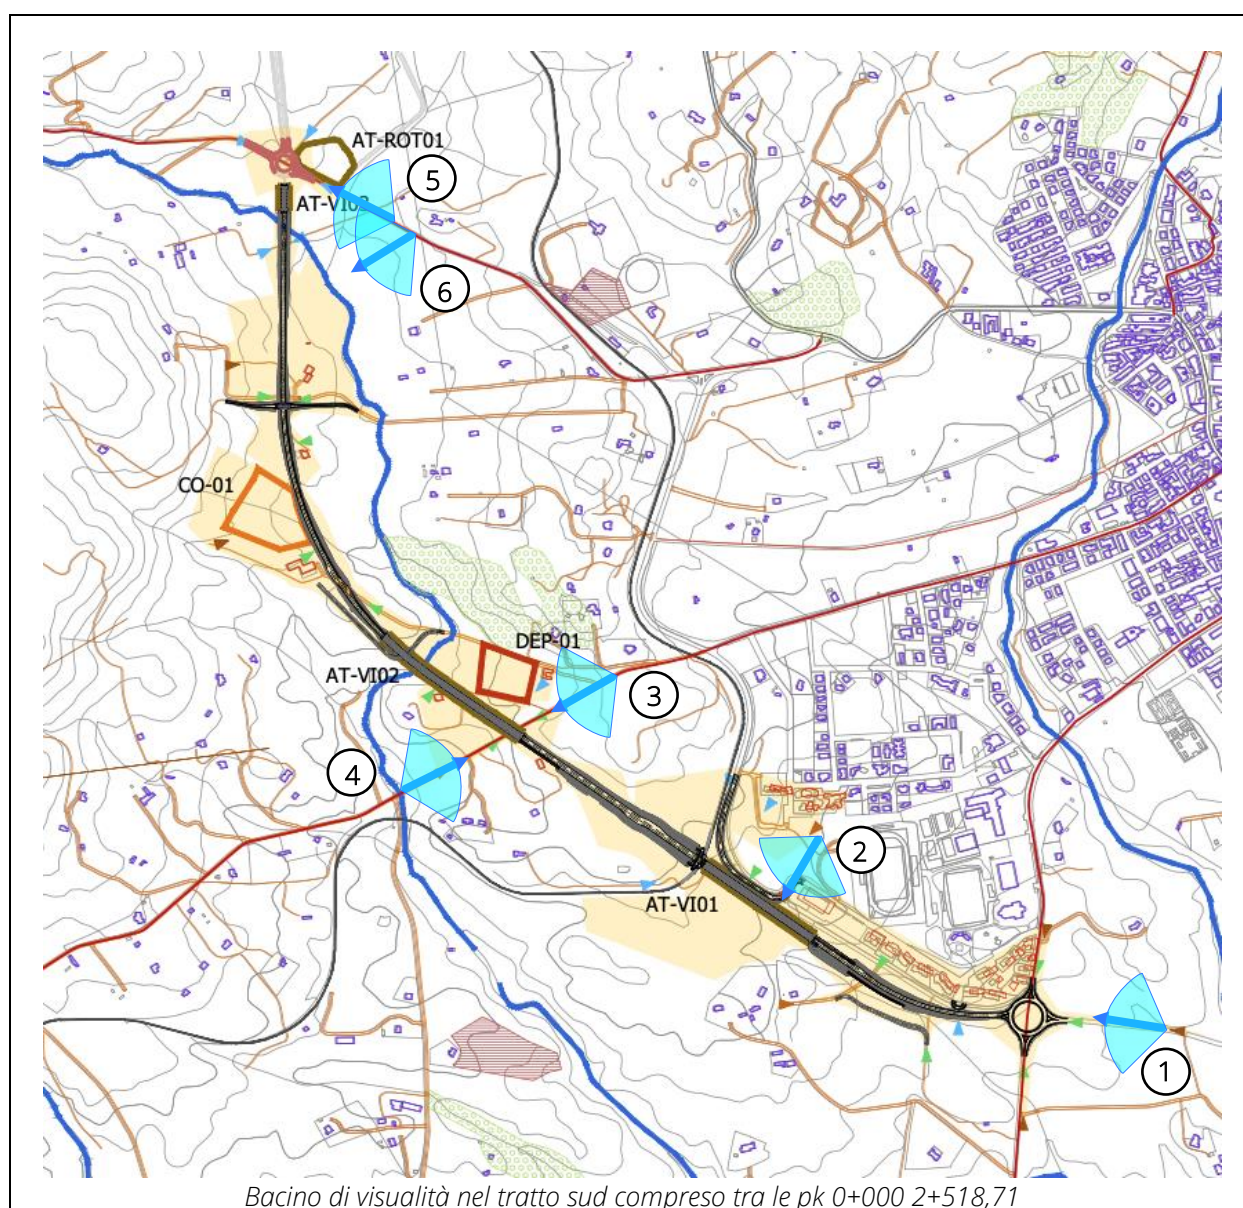 AT-ROT01
5
AT-VI03
6
CO-01
DEP-01
AT-VI02
3
4
2
AT-VI01
1
Bacino di visualità nel tratto sud compreso tra le pk 0+000 2+518,71